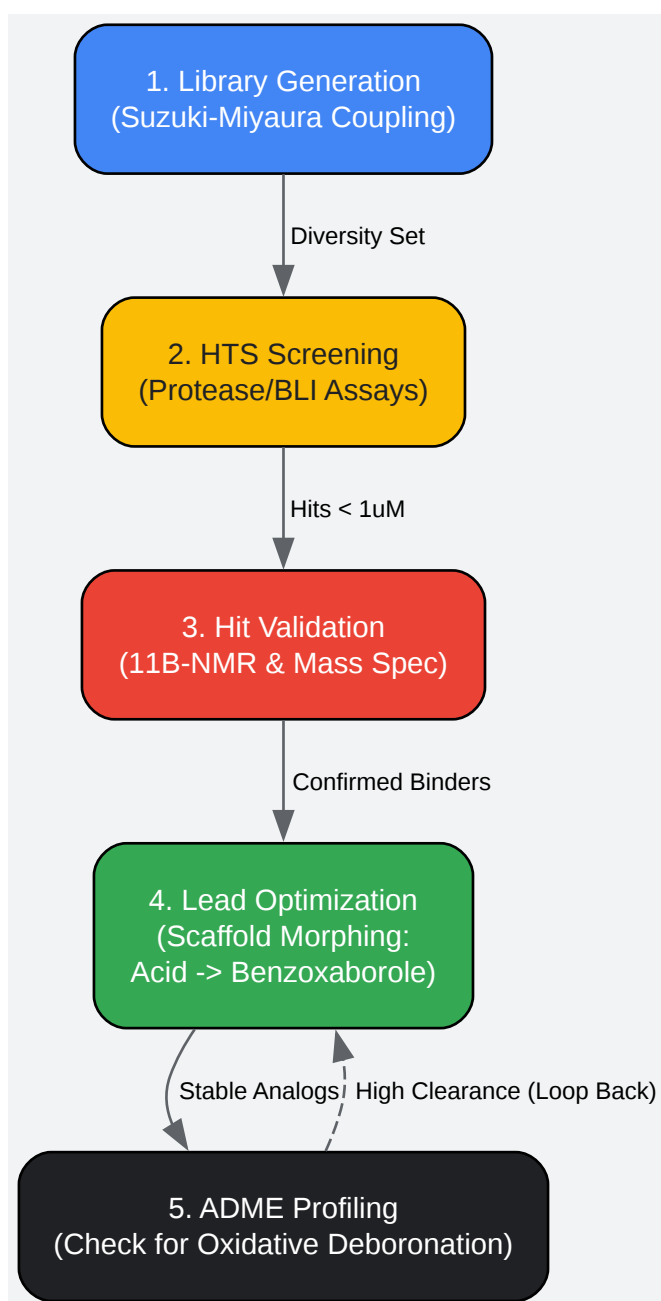 1. Library Generation
(Suzuki-Miyaura Coupling)
Diversity Set
2. HTS Screening
(Protease/BLI Assays)
Hits < 1uM
3. Hit Validation
(11B-NMR & Mass Spec)
Confirmed Binders
4. Lead Optimization
(Scaffold Morphing:
Acid -> Benzoxaborole)
Stable Analogs
High Clearance (Loop Back)
5. ADME Profiling
(Check for Oxidative Deboronation)